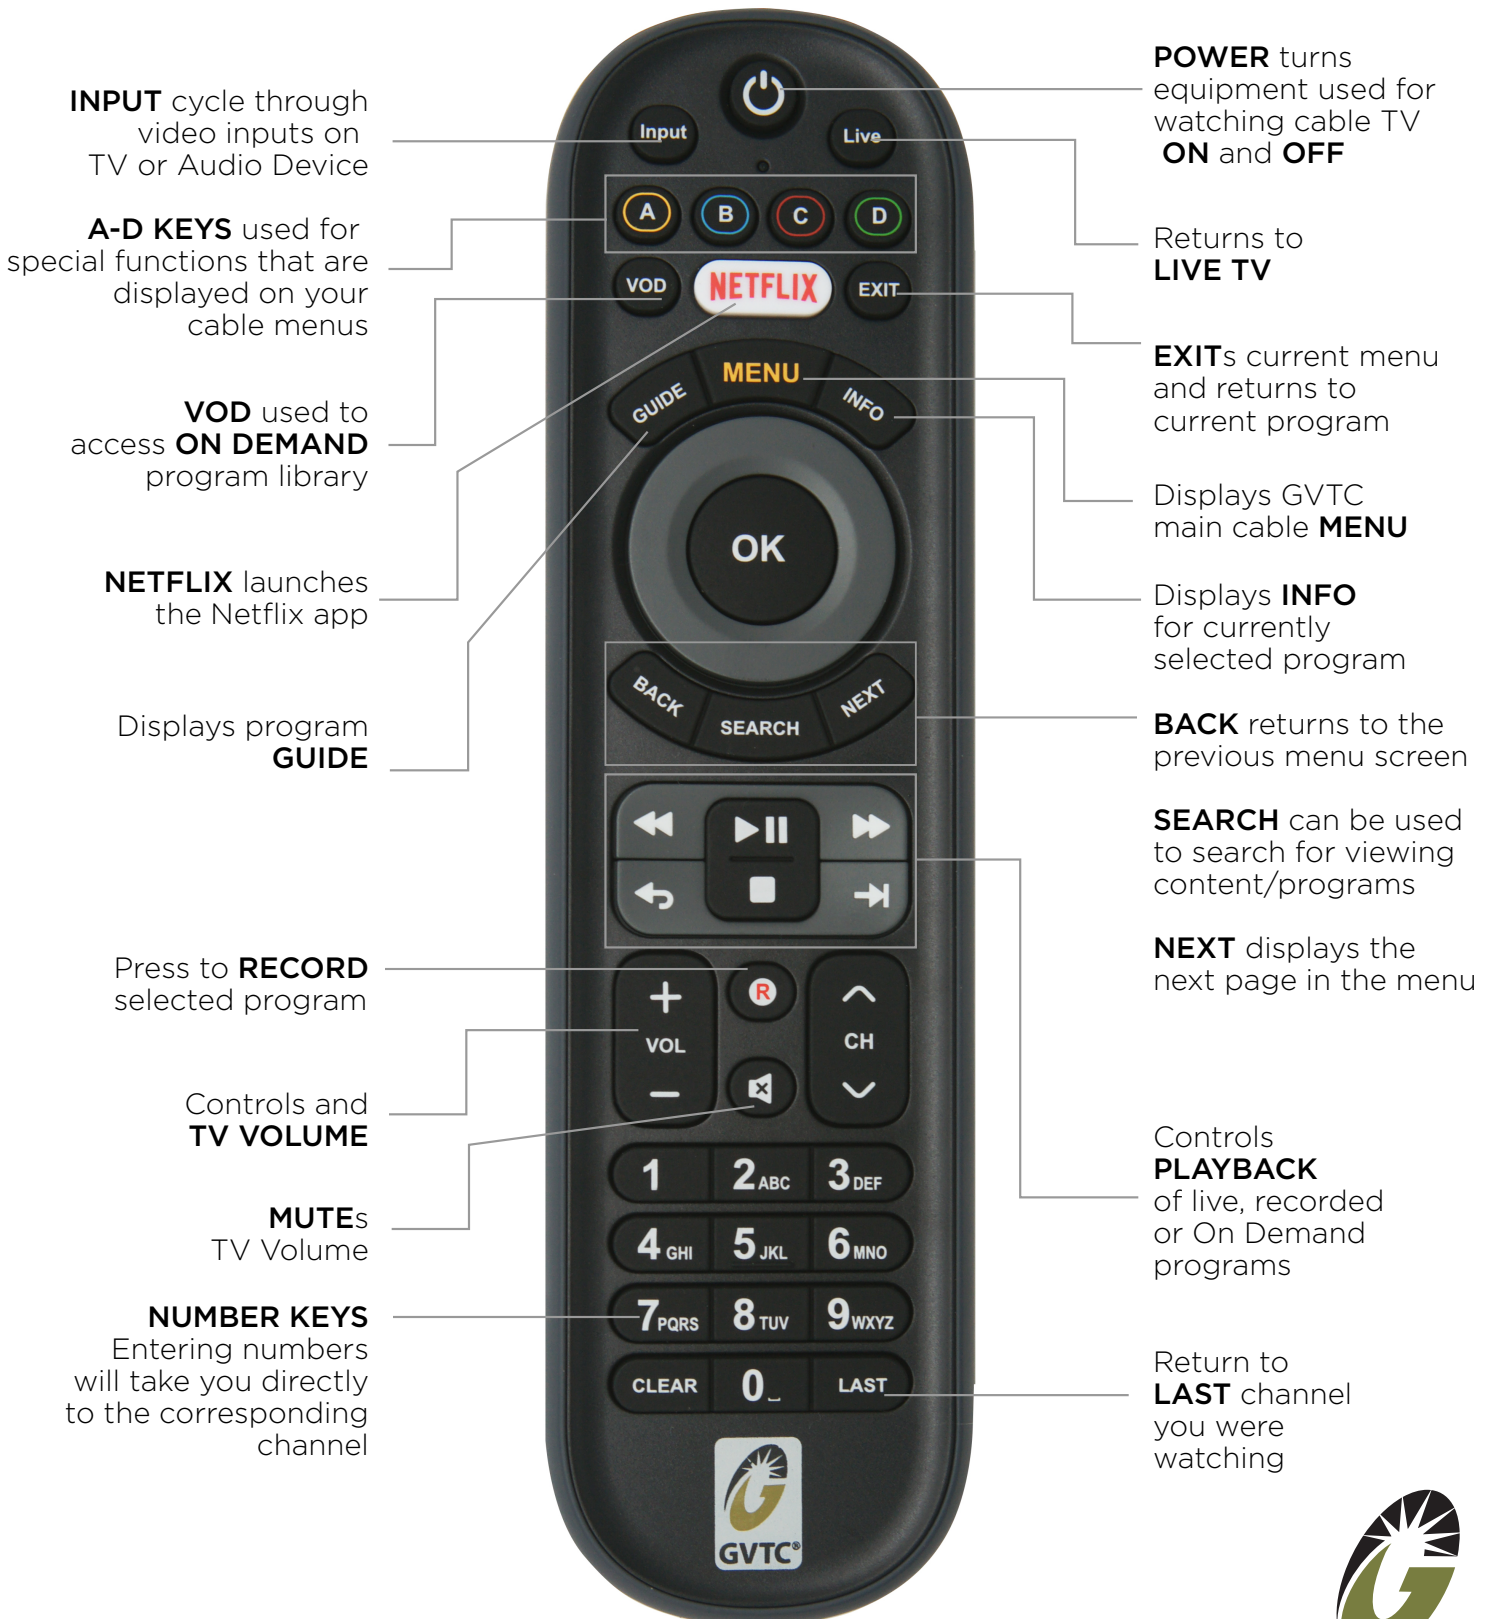 INPUT cycle through
video inputs on
TV or Audio Device
A-D KEYS used for
special functions that are
displayed on your
cable menus
VOD used to
access ON DEMAND
program library
NETFLIX launches
the Netflix app
Displays program
GUIDE
Press to RECORD
selected program
Controls and
TV VOLUME
MUTEs
TV Volume
NUMBER KEYS
Entering numbers
will take you directly
to the corresponding
channel
Input
Live
A B C D
VOD NETFLIX EXIT
GUIDE MENU INFO
OK
BACK SEARCH NEXT
R
VOL
CH
1 2 ABC 3 DEF
4 GHI 5 JKL 6 MNO
7 PQRS 8 TUV 9 WXYZ
CLEAR 0 LAST
GVTC®
POWER turns
equipment used for
watching cable TV
ON and OFF
Returns to
LIVE TV
EXITs current menu
and returns to
current program
Displays GVTC
main cable MENU
Displays INFO
for currently
selected program
BACK returns to the
previous menu screen
SEARCH can be used
to search for viewing
content/programs
NEXT displays the
next page in the menu
Controls
PLAYBACK
of live, recorded
or On Demand
programs
Return to
LAST channel
you were
watching